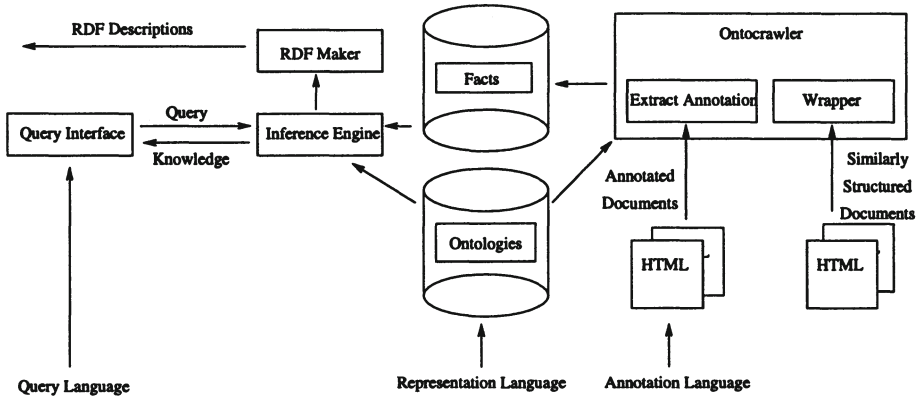 RDF Descriptions
RDF Maker
Facts
Ontocrawler
Extract Annotation
Wrapper
Query Interface
Query
Knowledge
Inference Engine
Ontologies
Annotated
Documents
Similarly
Structured
Documents
HTML
HTML
Query Language
Representation Language
Annotation Language